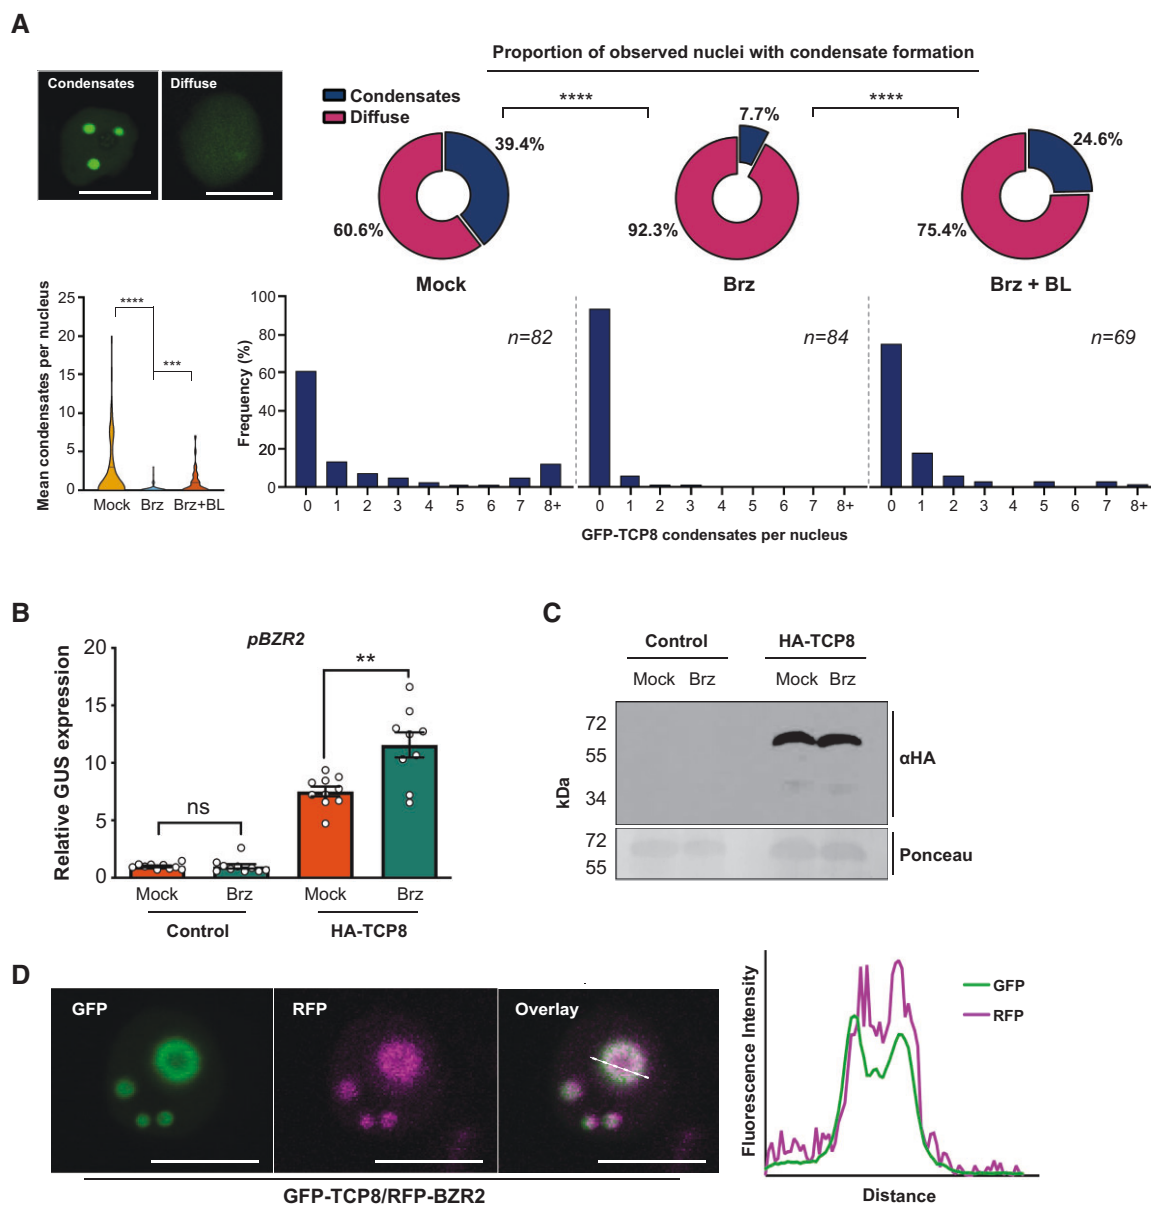 A
Proportion of observed nuclei with condensate formation
Condensates
Diffuse
Condensates
Diffuse
****
****
39.4%
60.6%
7.7%
92.3%
24.6%
75.4%
Mock
Brz
Brz + BL
Mean condensates per nucleus
25
20
15
10
5
0
****
***
Mock
Brz
Brz+BL
Frequency (%)
100
80
60
40
20
0
n=82
n=84
n=69
0 1 2 3 4 5 6 7 8+
0 1 2 3 4 5 6 7 8+
0 1 2 3 4 5 6 7 8+
GFP-TCP8 condensates per nucleus
B
pBZR2
Relative GUS expression
20
15
10
5
0
ns
**
Mock
Brz
Mock
Brz
Control
HA-TCP8
C
Control
HA-TCP8
Mock
Brz
Mock
Brz
kDa
72
55
34
αHA
72
55
Ponceau
D
GFP
RFP
Overlay
GFP-TCP8/RFP-BZR2
Fluorescence Intensity
GFP
RFP
Distance